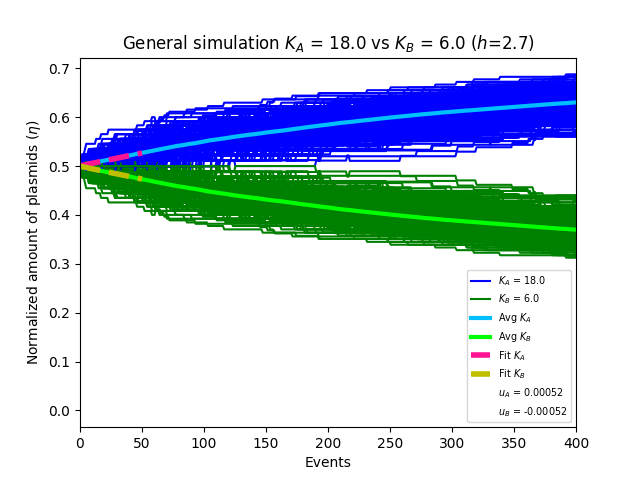 General simulation K_A = 18.0 vs K_B = 6.0 (h=2.7)
Normalized amount of plasmids (η)
0.7
0.6
0.5
0.4
0.3
0.2
0.1
0.0
0 50 100 150 200 250 300 350 400
Events
K_A = 18.0
K_B = 6.0
Avg K_A
Avg K_B
Fit K_A
Fit K_B
u_A = 0.00052
u_B = -0.00052